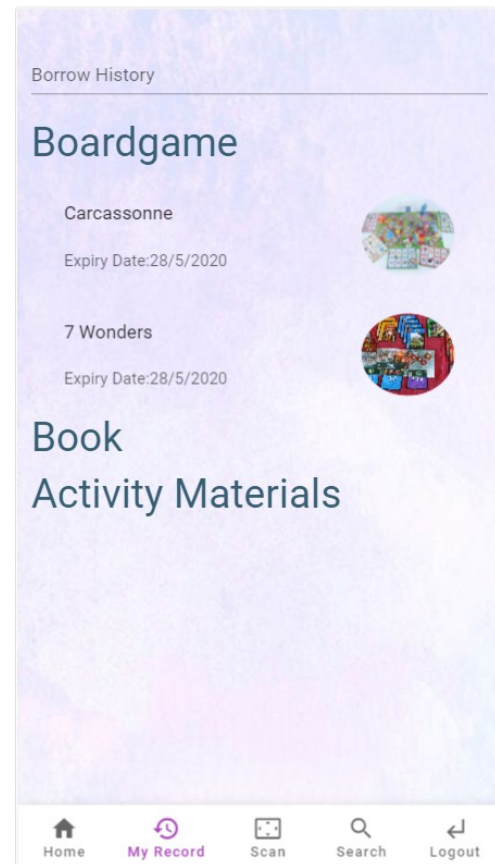 Borrow History
Boardgame
Carcassonne
Expiry Date:28/5/2020
7 Wonders
Expiry Date:28/5/2020
Book
Activity Materials
Home My Record Scan Search Logout